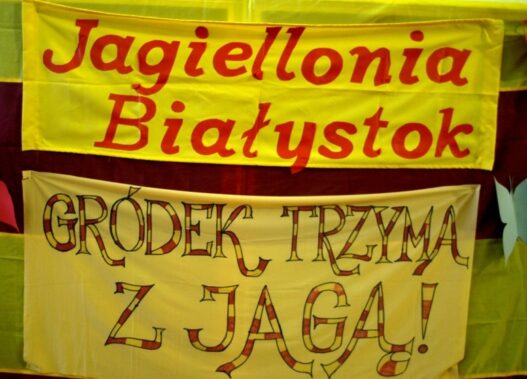 Jagiellonia
Białystok
GRÓDEK TRZYMA
Z JAGĄ!